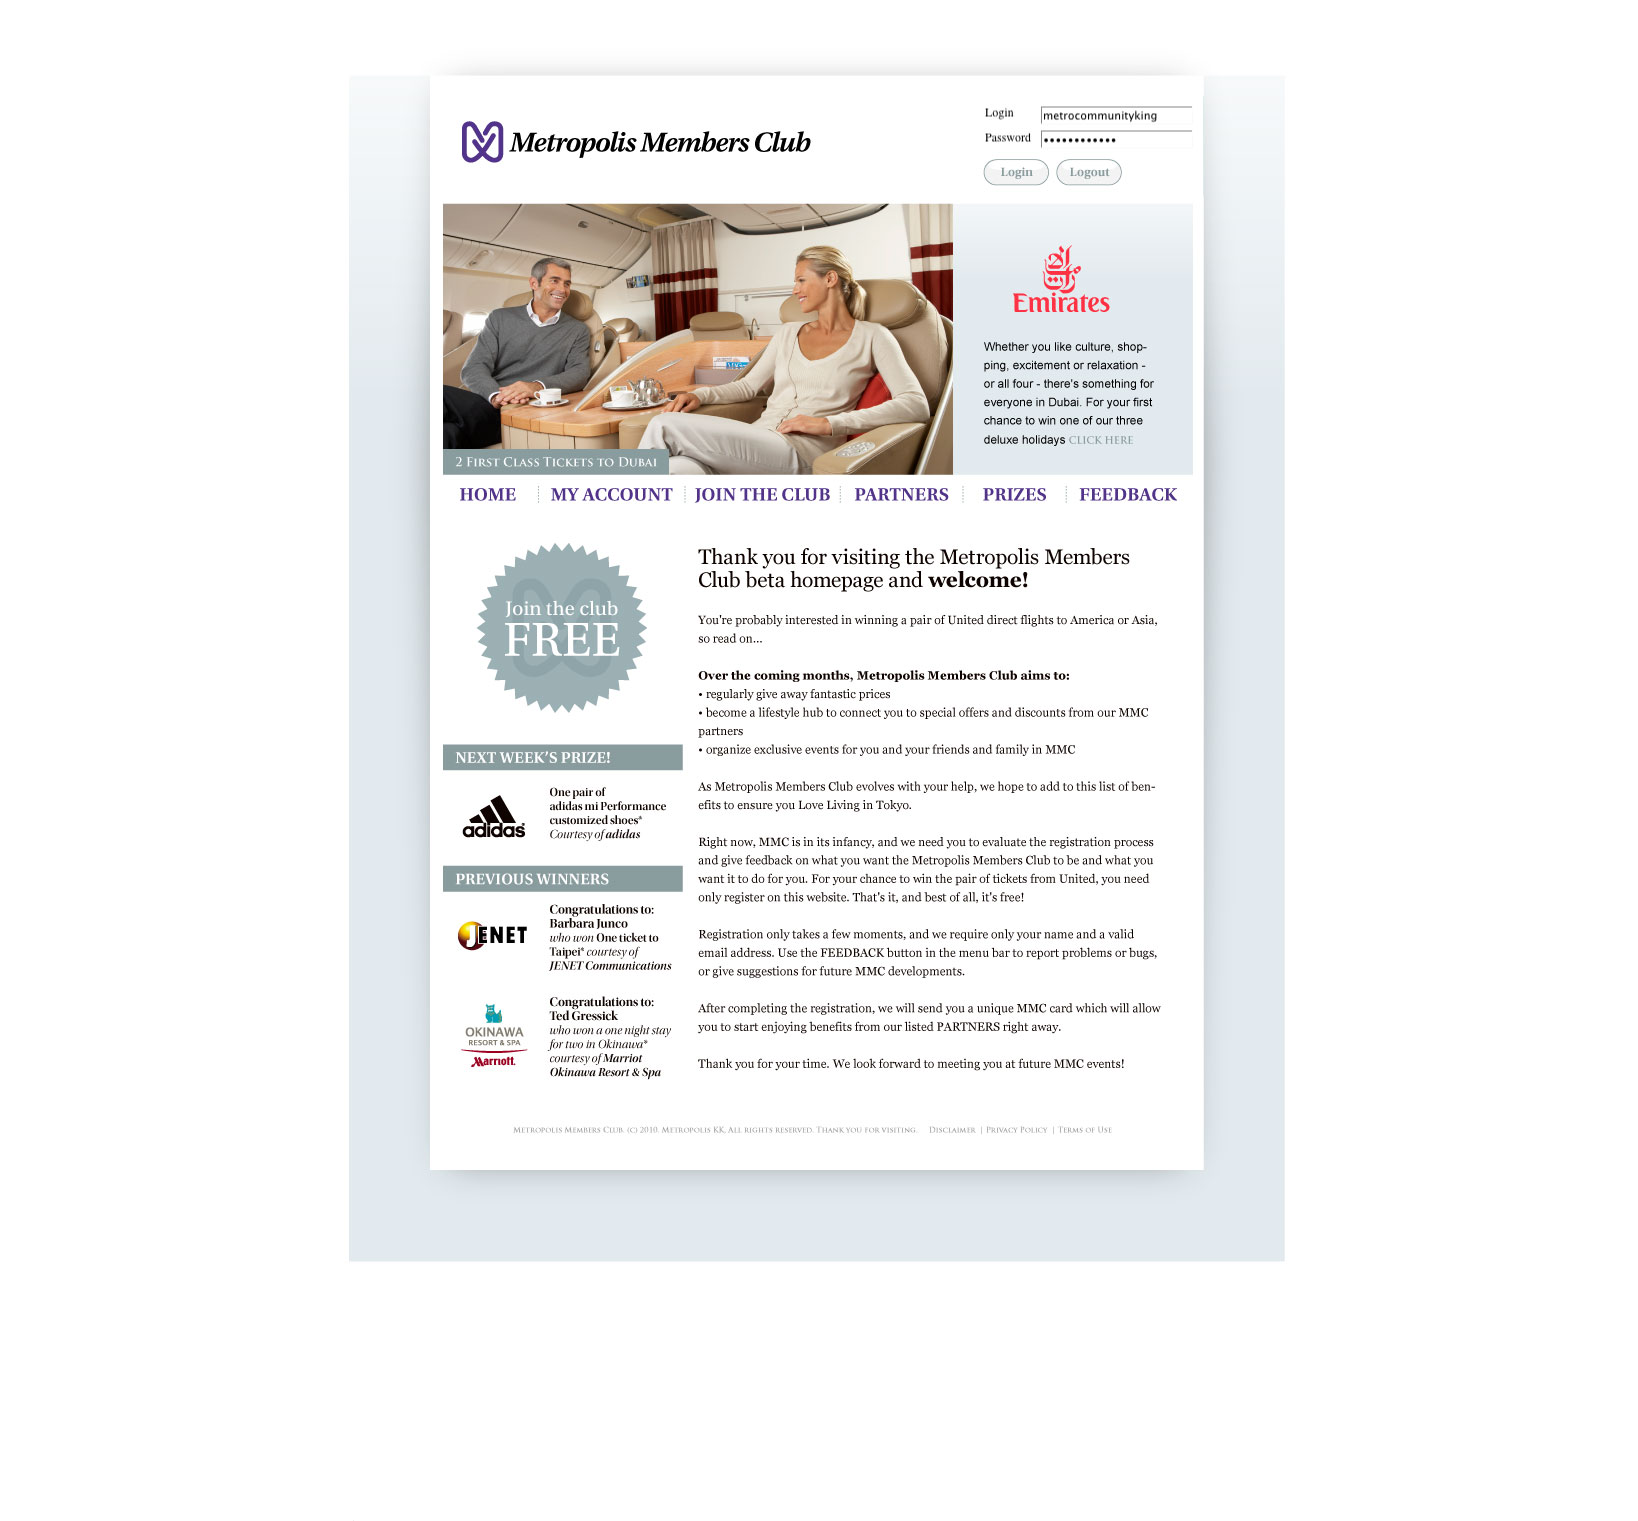 Metropolis Members Club
Login
metrocommunityking
Password
••••••••••••
Login
Logout
Emirates
Whether you like culture, shop-
ping, excitement or relaxation -
or all four - there's something for
everyone in Dubai. For your first
chance to win one of our three
deluxe holidays CLICK HERE
2 First Class Tickets to Dubai
HOME
MY ACCOUNT
JOIN THE CLUB
PARTNERS
PRIZES
FEEDBACK
Join the club
FREE
NEXT WEEK'S PRIZE!
adidas
One pair of
adidas mi Performance
customized shoes*
Courtesy of adidas
PREVIOUS WINNERS
JENET
Congratulations to:
Barbara Junco
who won One ticket to
Taipei* courtesy of
JENET Communications
OKINAWA
RESORT & SPA
Marriott.
Congratulations to:
Ted Gressick
who won a one night stay
for two in Okinawa*
courtesy of Marriot
Okinawa Resort & Spa
Thank you for visiting the Metropolis Members
Club beta homepage and welcome!
You're probably interested in winning a pair of United direct flights to America or Asia,
so read on...
Over the coming months, Metropolis Members Club aims to:
• regularly give away fantastic prices
• become a lifestyle hub to connect you to special offers and discounts from our MMC
partners
• organize exclusive events for you and your friends and family in MMC
As Metropolis Members Club evolves with your help, we hope to add to this list of ben-
efits to ensure you Love Living in Tokyo.
Right now, MMC is in its infancy, and we need you to evaluate the registration process
and give feedback on what you want the Metropolis Members Club to be and what you
want it to do for you. For your chance to win the pair of tickets from United, you need
only register on this website. That's it, and best of all, it's free!
Registration only takes a few moments, and we require only your name and a valid
email address. Use the FEEDBACK button in the menu bar to report problems or bugs,
or give suggestions for future MMC developments.
After completing the registration, we will send you a unique MMC card which will allow
you to start enjoying benefits from our listed PARTNERS right away.
Thank you for your time. We look forward to meeting you at future MMC events!
Metropolis Members Club. (c) 2010. Metropolis KK, All rights reserved. Thank you for visiting. Disclaimer | Privacy Policy | Terms of Use